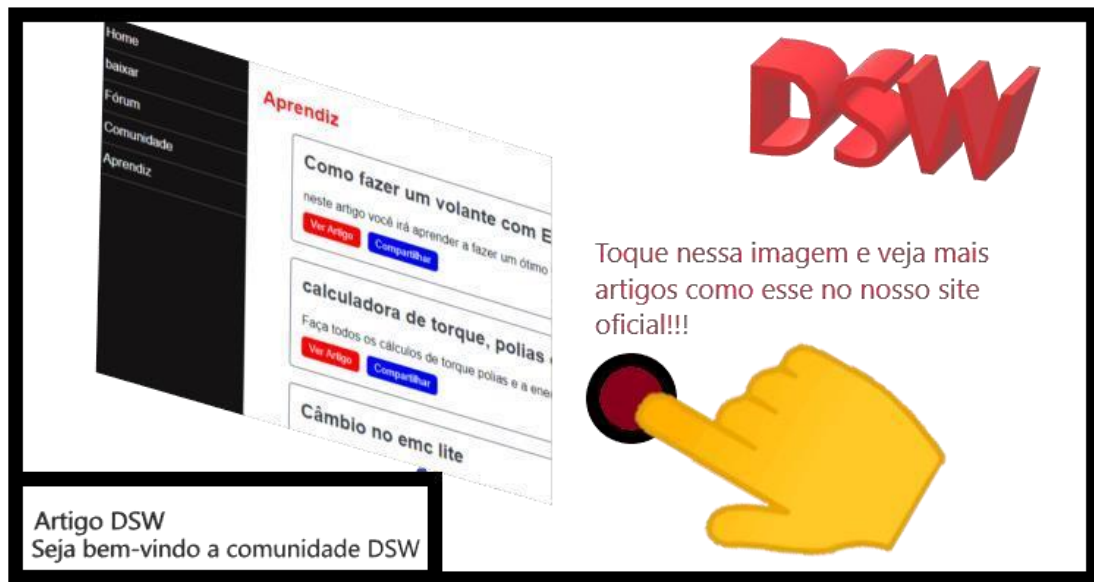 Home
baixar
Fórum
Comunidade
Aprendiz
Aprendiz
Como fazer um volante com E
neste artigo você irá aprender a fazer um ótimo
Ver Artigo
Compartilhar
calculadora de torque, polias
Faça todos os cálculos de torque polias e a ene
Ver Artigo
Compartilhar
Câmbio no emc lite
DSW
Toque nessa imagem e veja mais
artigos como esse no nosso site
oficial!!!
Artigo DSW
Seja bem-vindo a comunidade DSW